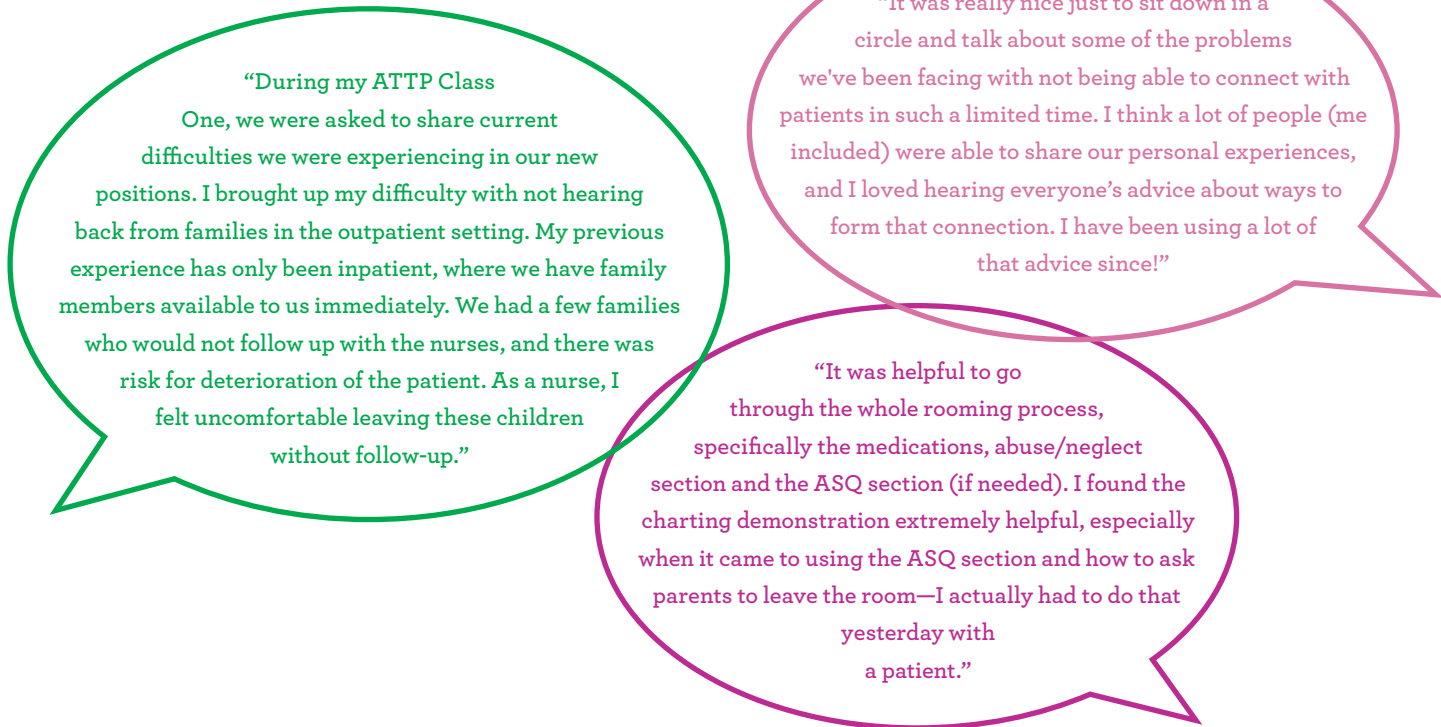 “During my ATTP Class
One, we were asked to share current
difficulties we were experiencing in our new
positions. I brought up my difficulty with not hearing
back from families in the outpatient setting. My previous
experience has only been inpatient, where we have family
members available to us immediately. We had a few families
who would not follow up with the nurses, and there was
risk for deterioration of the patient. As a nurse, I
felt uncomfortable leaving these children
without follow-up.”
“It was really nice just to sit down in a
circle and talk about some of the problems
we've been facing with not being able to connect with
patients in such a limited time. I think a lot of people (me
included) were able to share our personal experiences,
and I loved hearing everyone’s advice about ways to
form that connection. I have been using a lot of
that advice since!”
“It was helpful to go
through the whole rooming process,
specifically the medications, abuse/neglect
section and the ASQ section (if needed). I found the
charting demonstration extremely helpful, especially
when it came to using the ASQ section and how to ask
parents to leave the room—I actually had to do that
yesterday with
a patient.”